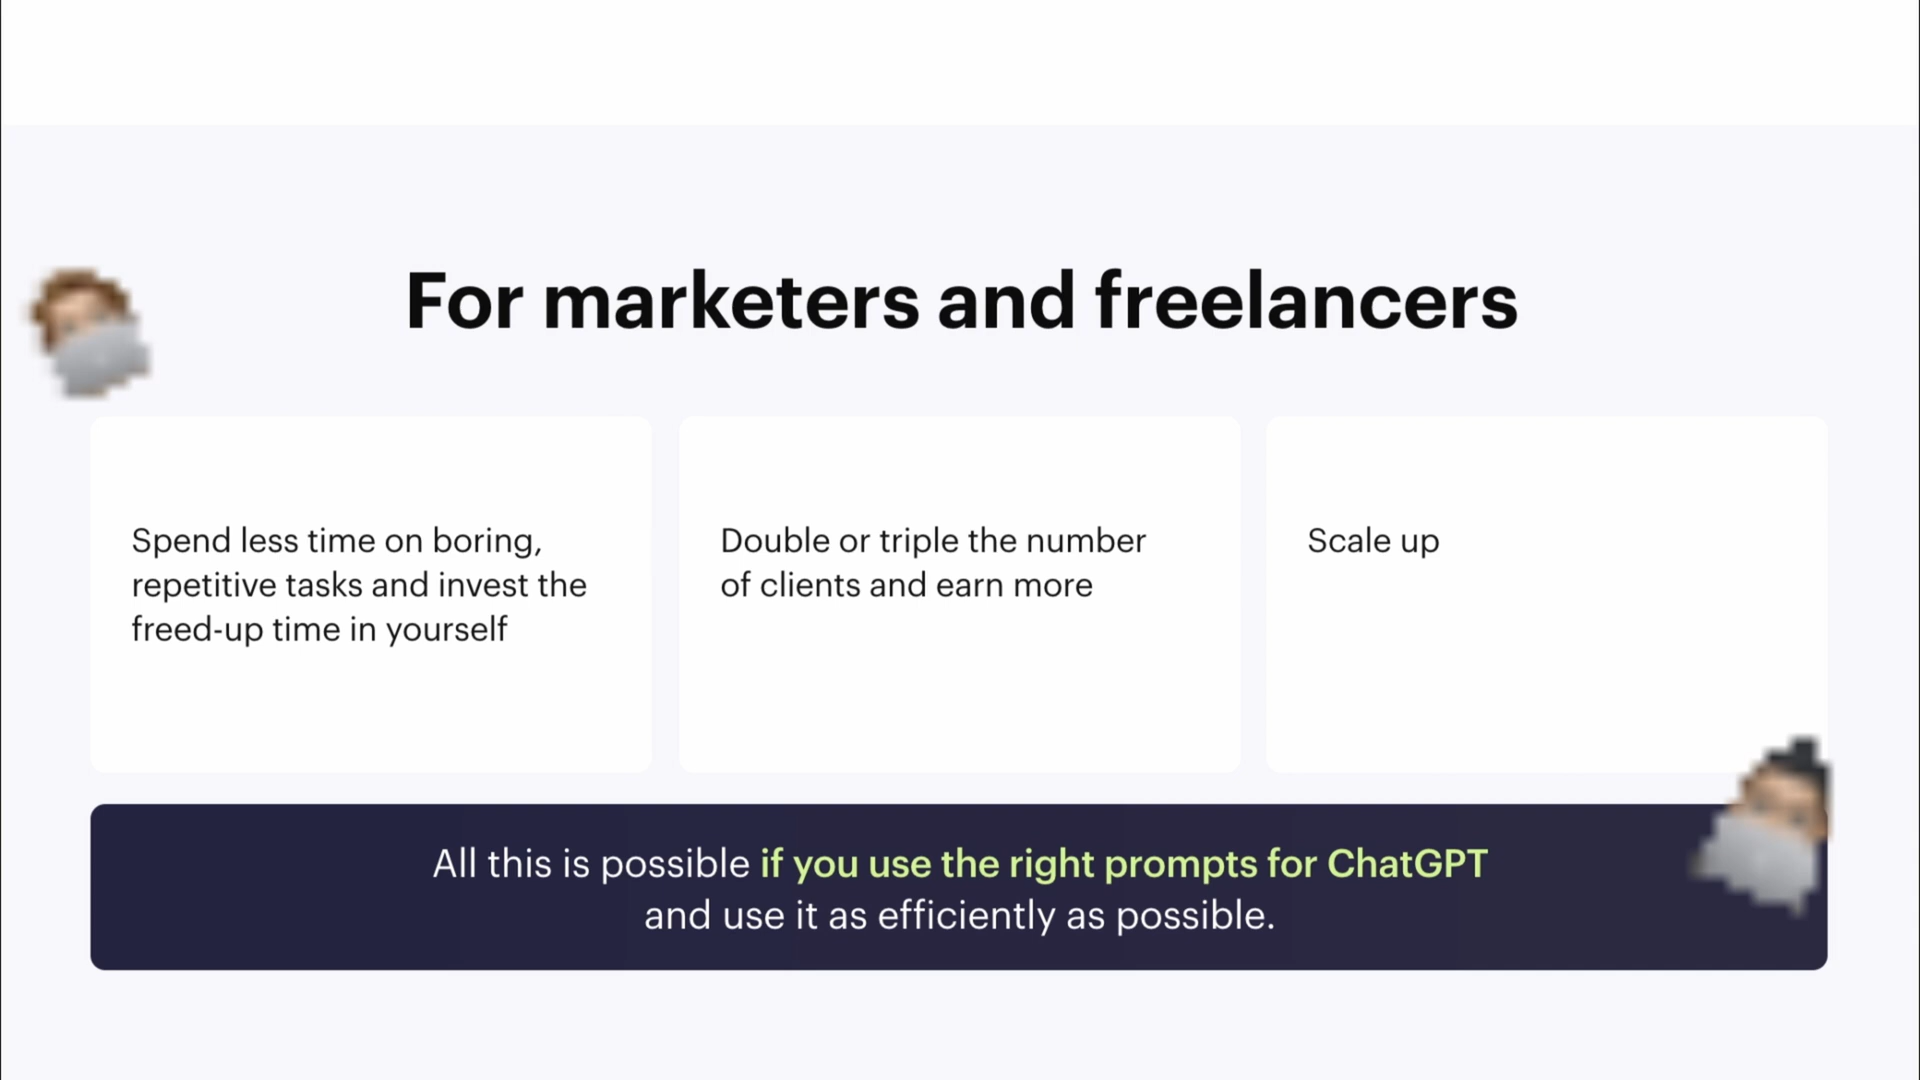 For marketers and freelancers
Spend less time on boring,
repetitive tasks and invest the
freed-up time in yourself
Double or triple the number
of clients and earn more
Scale up
All this is possible if you use the right prompts for ChatGPT
and use it as efficiently as possible.